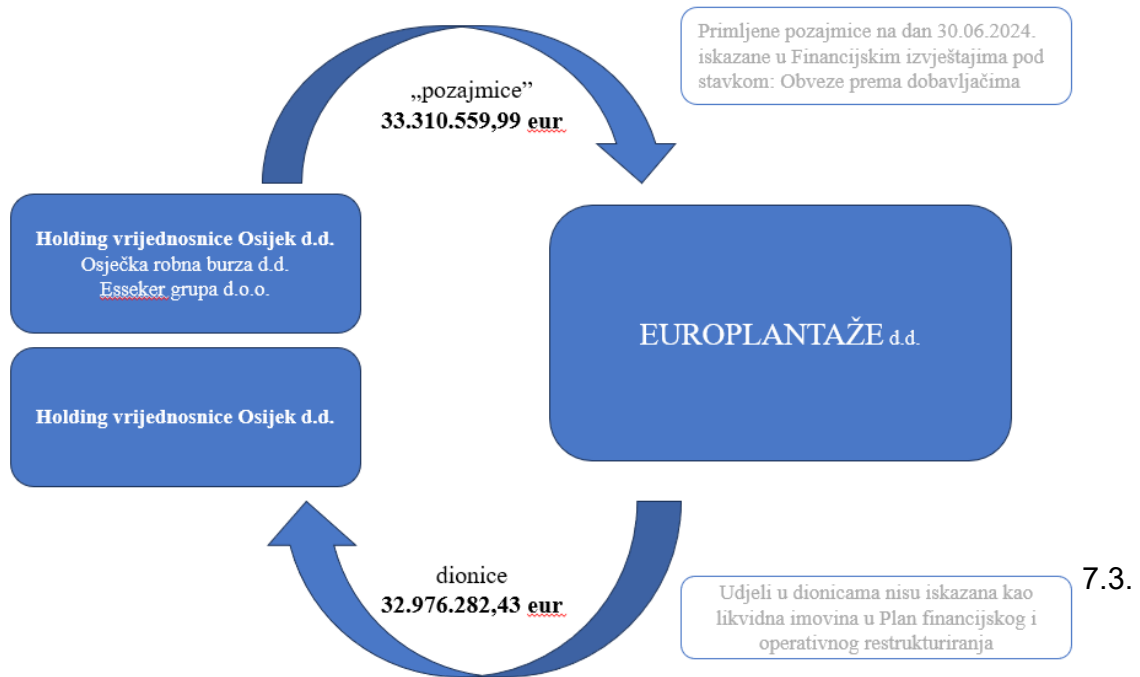 Primljene pozajmice na dan 30.06.2024.
iskazane u Financijskim izvještajima pod
stavkom: Obveze prema dobavljačima
„pozajmice”
33.310.559,99 eur
Holding vrijednosnice Osijek d.d.
Osječka robna burza d.d.
Esseker grupa d.o.o.
EUROPLANTAŽE d.d.
Holding vrijednosnice Osijek d.d.
dionice
32.976.282,43 eur
7.3.
Udjeli u dionicama nisu iskazana kao
likvidna imovina u Plan financijskog i
operativnog restrukturiranja